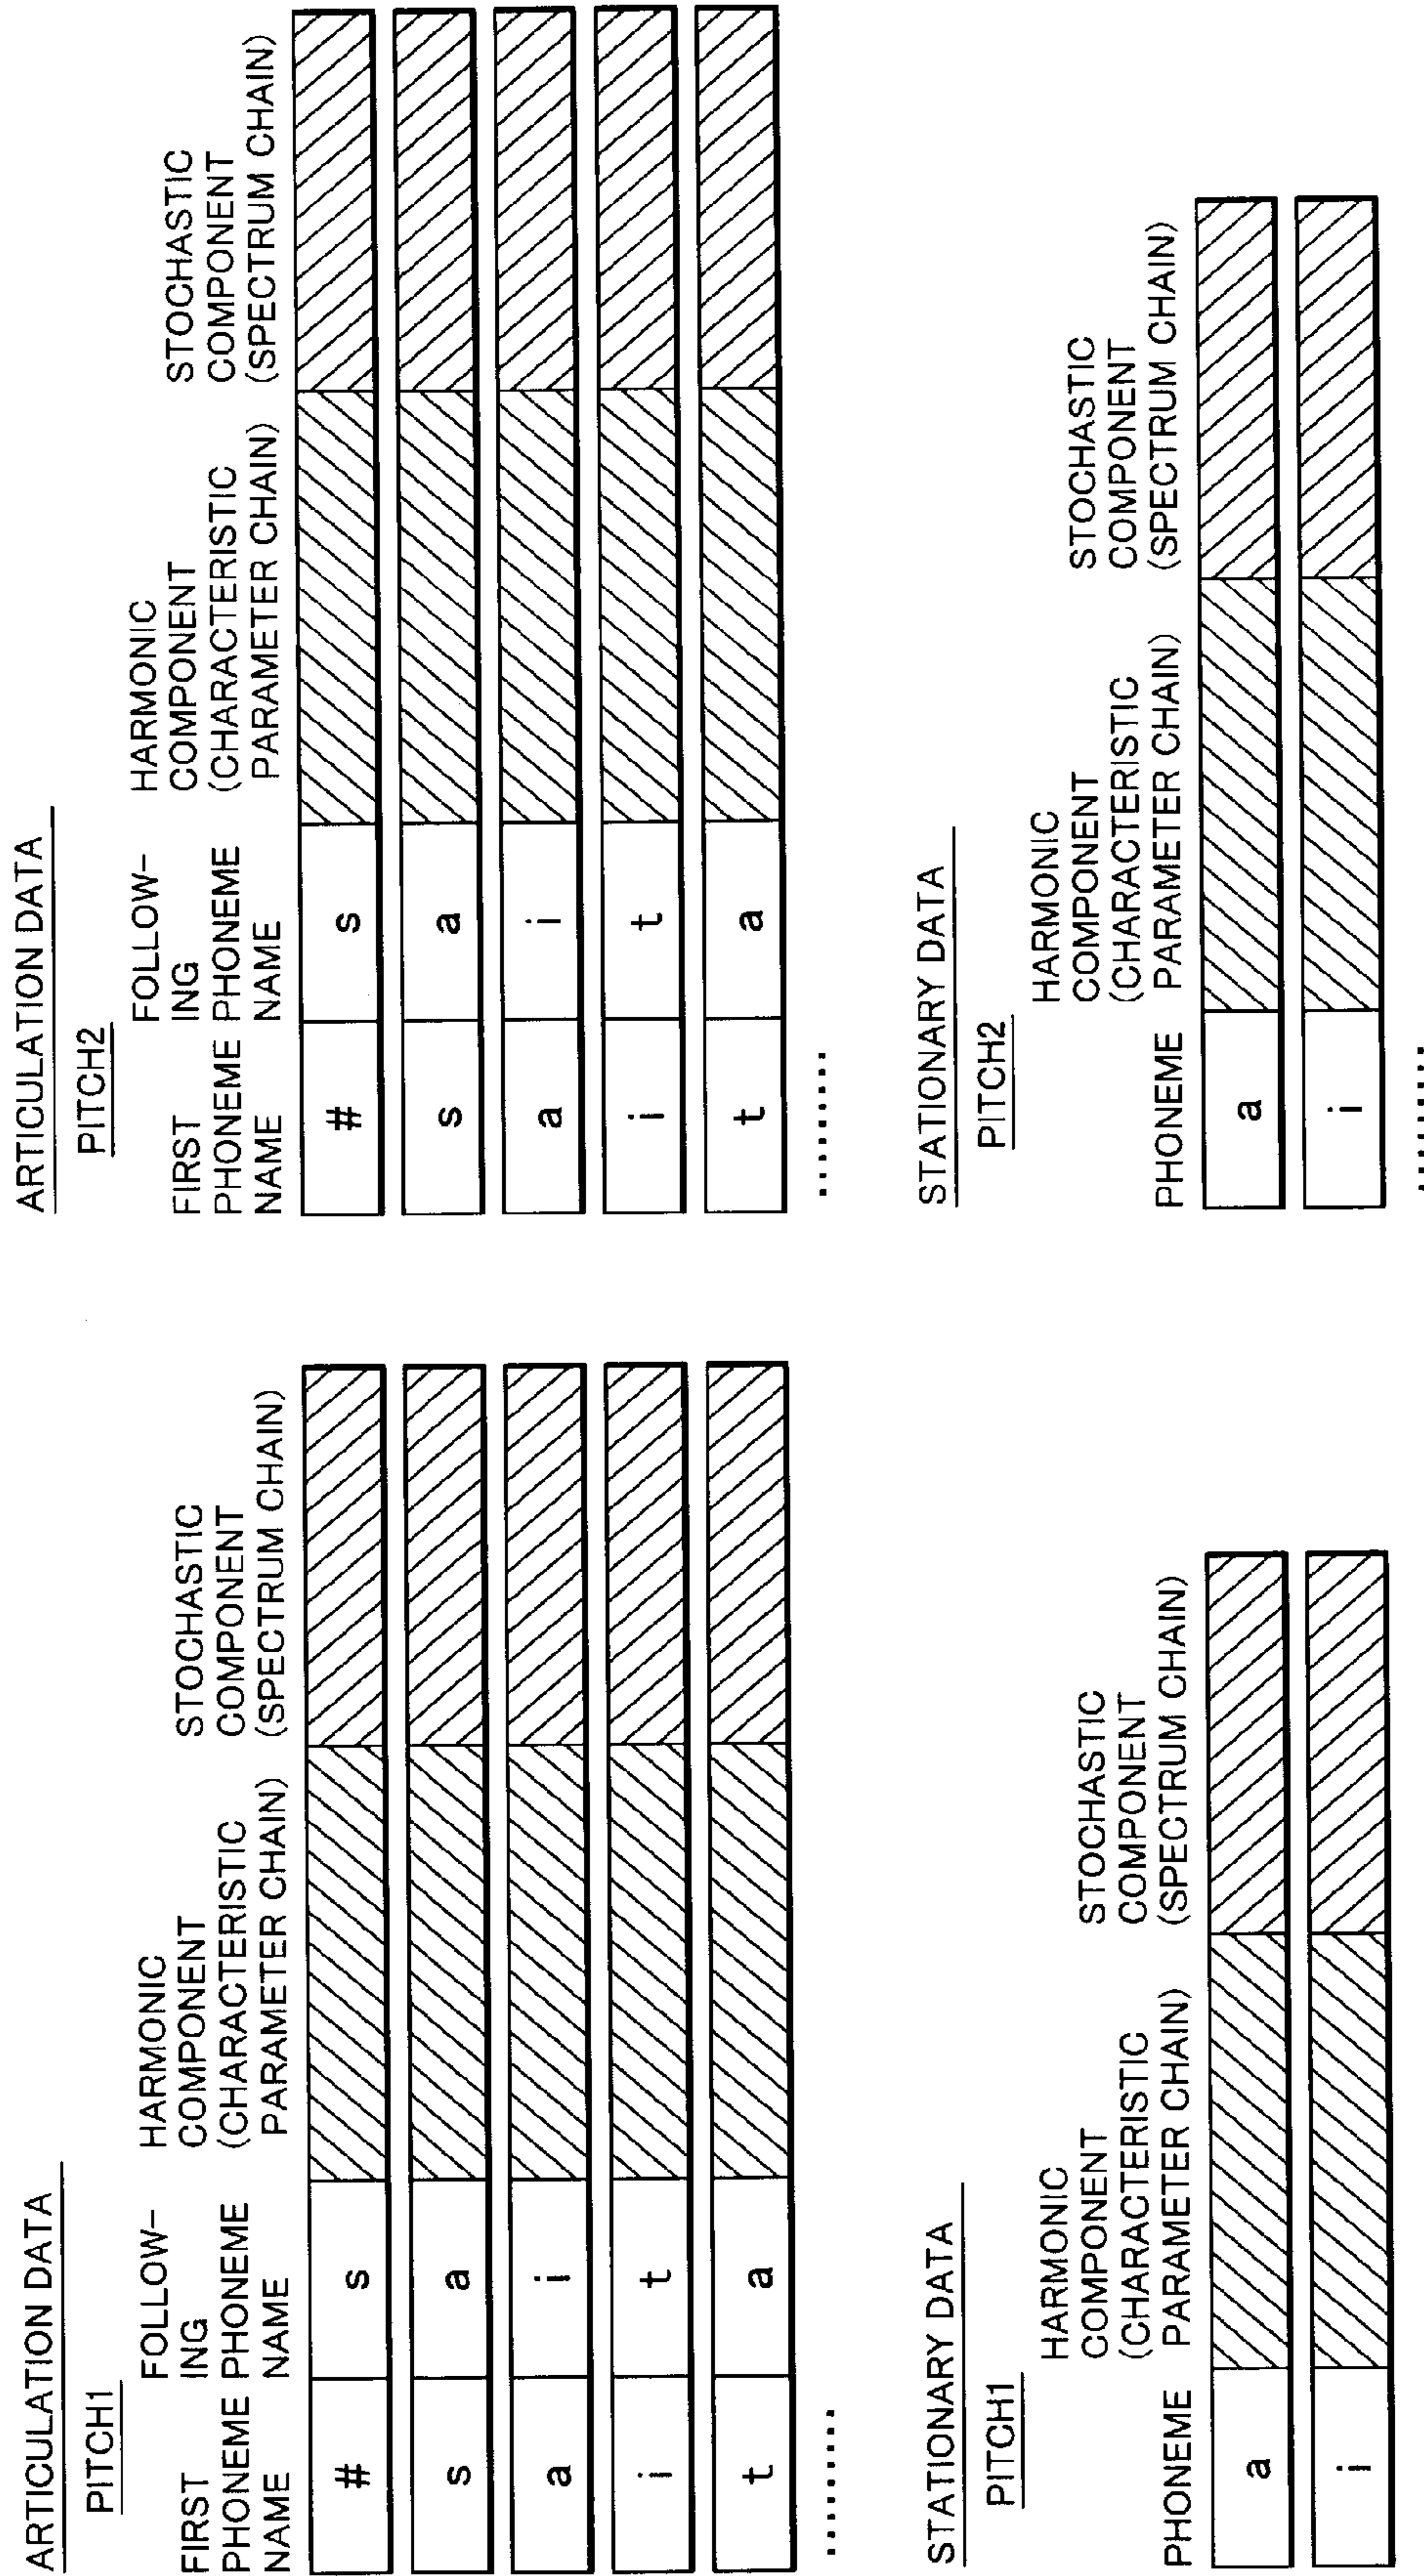 ARTICULATION DATA
PITCH1
FIRST
PHONEME
NAME
FOLLOW-
ING
PHONEME
NAME
HARMONIC
COMPONENT
(CHARACTERISTIC
PARAMETER CHAIN)
STOCHASTIC
COMPONENT
(SPECTRUM CHAIN)
# s
s a
a i
i t
t a
.........
STATIONARY DATA
PITCH1
PHONEME
HARMONIC
COMPONENT
(CHARACTERISTIC
PARAMETER CHAIN)
STOCHASTIC
COMPONENT
(SPECTRUM CHAIN)
a
i
ARTICULATION DATA
PITCH2
FIRST
PHONEME
NAME
FOLLOW-
ING
PHONEME
NAME
HARMONIC
COMPONENT
(CHARACTERISTIC
PARAMETER CHAIN)
STOCHASTIC
COMPONENT
(SPECTRUM CHAIN)
# s
s a
a i
i t
t a
.........
STATIONARY DATA
PITCH2
PHONEME
HARMONIC
COMPONENT
(CHARACTERISTIC
PARAMETER CHAIN)
STOCHASTIC
COMPONENT
(SPECTRUM CHAIN)
a
i
.........